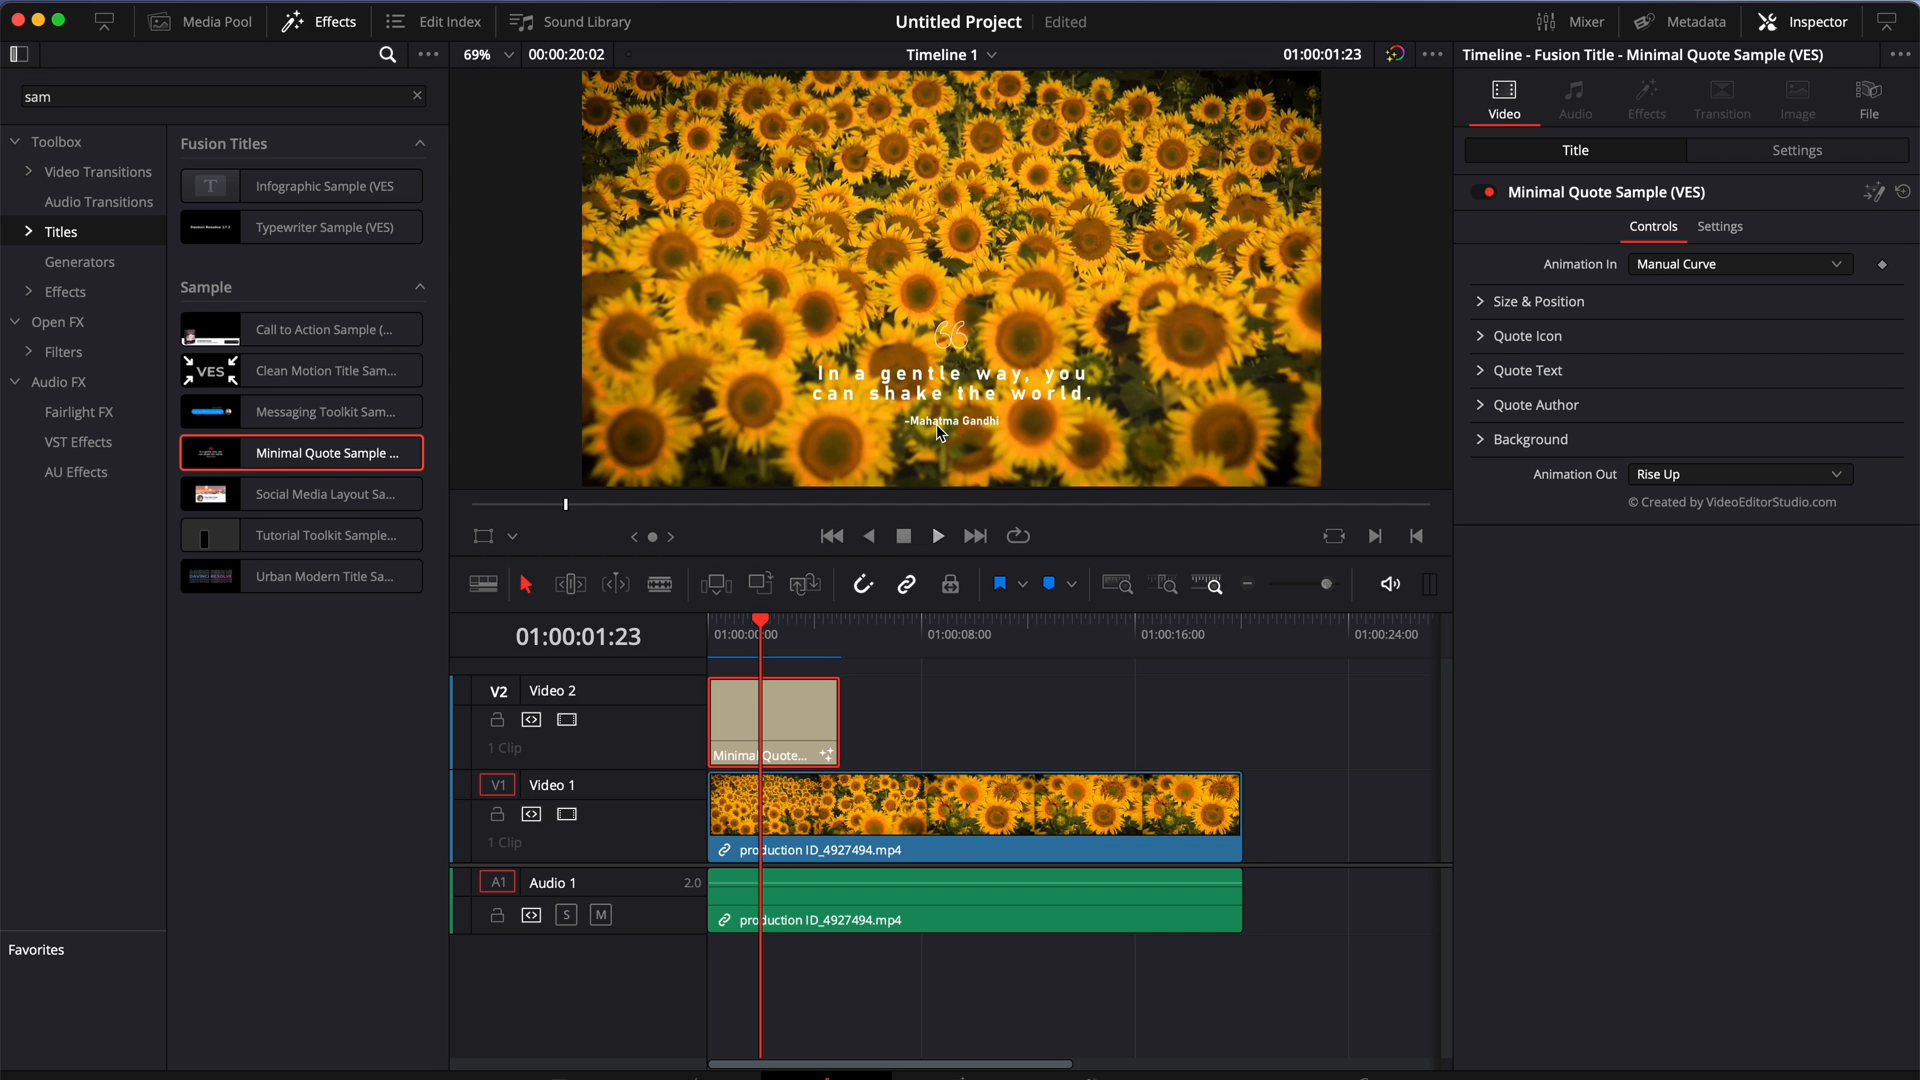 Media Pool
Effects
Edit Index
Sound Library
Untitled Project
Edited
Mixer
Metadata
Inspector
69%
00:00:20:02
Timeline 1
01:00:01:23
Timeline - Fusion Title - Minimal Quote Sample (VES)
sam
Toolbox
Video Transitions
Audio Transitions
Titles
Generators
Effects
Open FX
Filters
Audio FX
Fairlight FX
VST Effects
AU Effects
Favorites
Fusion Titles
T
Infographic Sample (VES
Typewriter Sample (VES)
Sample
Call to Action Sample (...
VES
Clean Motion Title Sam...
Messaging Toolkit Sam...
Minimal Quote Sample ...
Social Media Layout Sa...
Tutorial Toolkit Sample...
Urban Modern Title Sa...
In a gentle way, you
can shake the world.
-Mahatma Gandhi
Video
Audio
Effects
Transition
Image
File
Title
Settings
Minimal Quote Sample (VES)
Controls
Settings
Animation In
Manual Curve
Size & Position
Quote Icon
Quote Text
Quote Author
Background
Animation Out
Rise Up
© Created by VideoEditorStudio.com
01:00:01:23
01:00:00:00
01:00:08:00
01:00:16:00
01:00:24:00
V2
Video 2
1 Clip
Minimal Quote...
V1
Video 1
1 Clip
production ID_4927494.mp4
A1
Audio 1
2.0
S
M
production ID_4927494.mp4